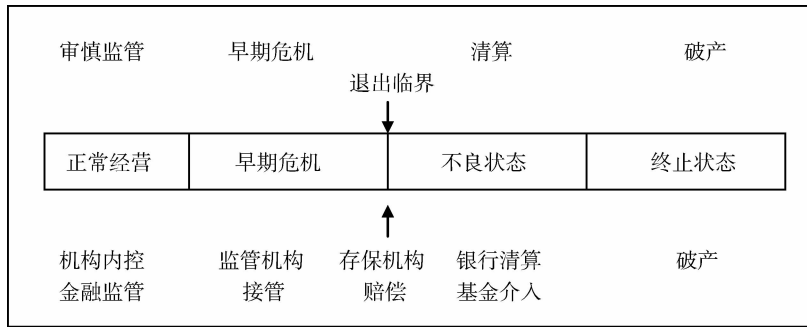 审慎监管 早期危机 清算 破产
退出临界
正常经营 早期危机 不良状态 终止状态
机构内控 监管机构 存保机构 银行清算 破产
金融监管 接管 赔偿 基金介入